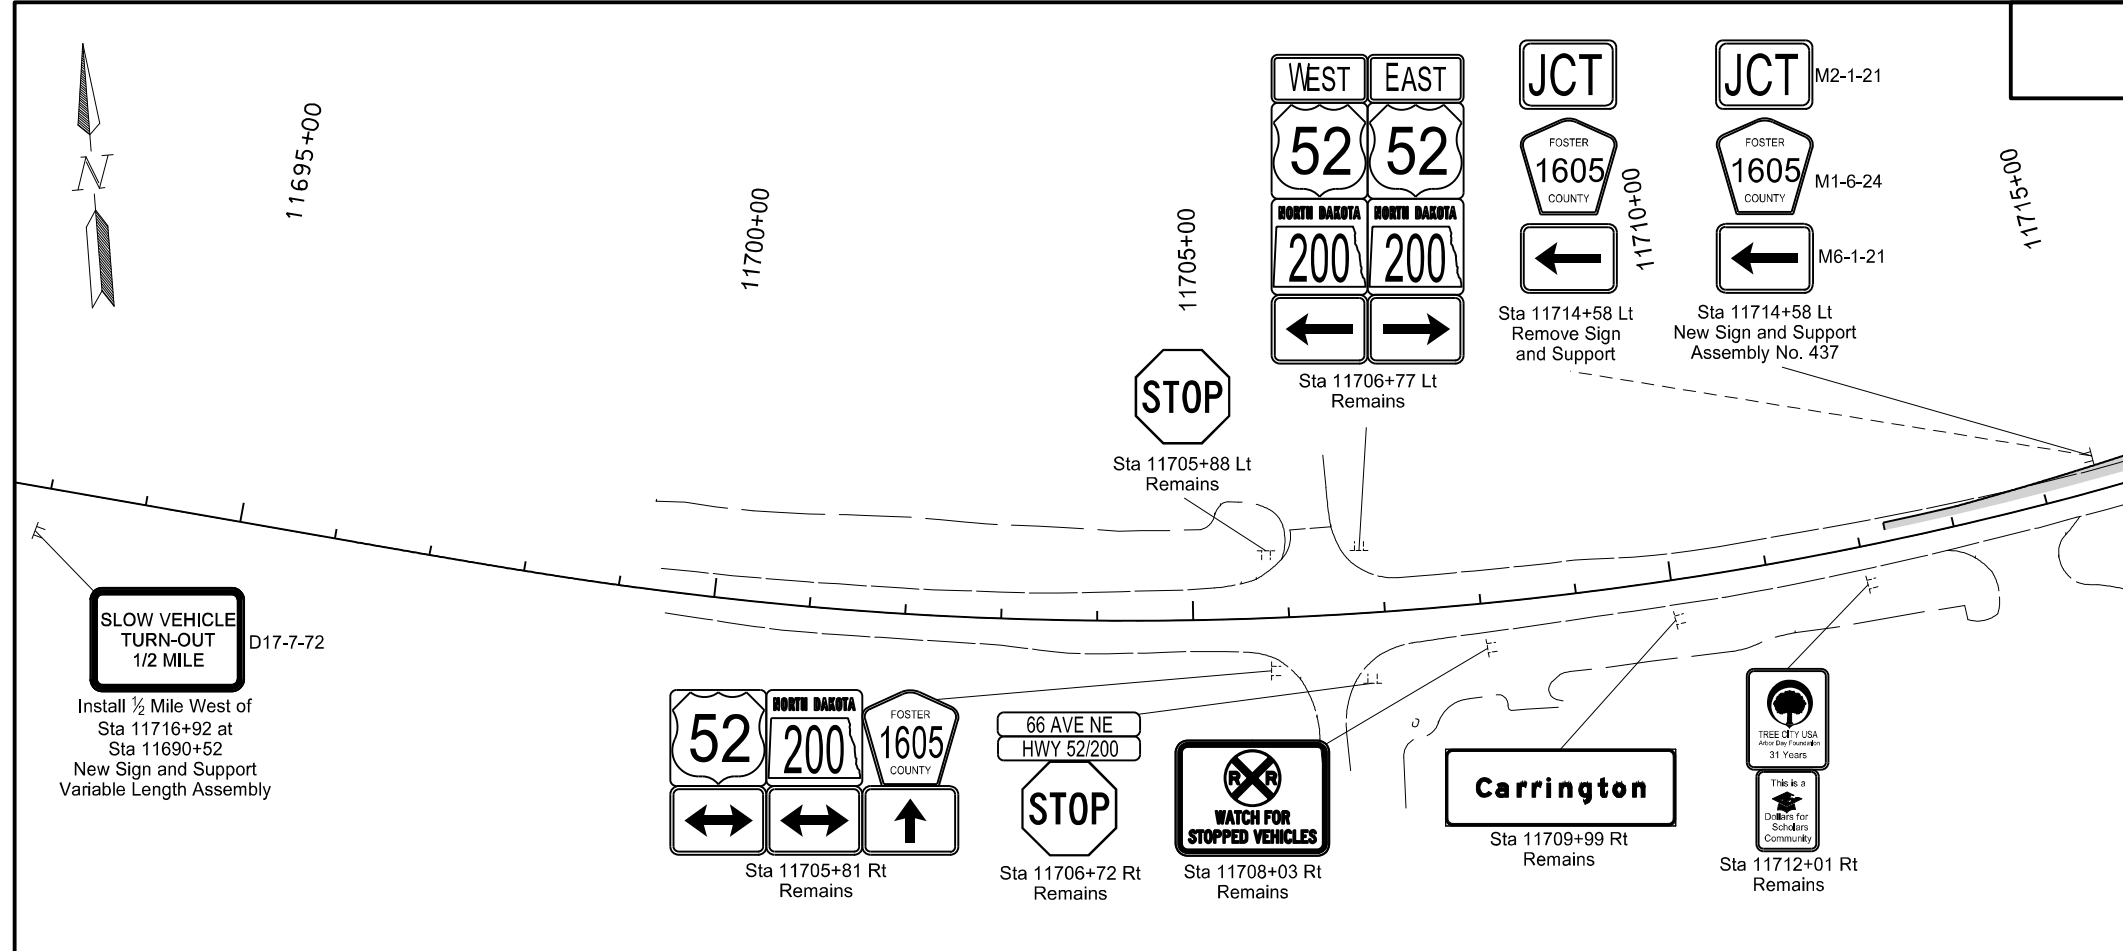 N
11695+00
11700+00
11705+00
11710+00
11715+00
WEST
52
NORTH DAKOTA
200
EAST
52
NORTH DAKOTA
200
Sta 11706+77 Lt
Remains
JCT
FOSTER
1605
COUNTY
Sta 11714+58 Lt
Remove Sign
and Support
JCT
M2-1-21
FOSTER
1605
COUNTY
M1-6-24
M6-1-21
Sta 11714+58 Lt
New Sign and Support
Assembly No. 437
STOP
Sta 11705+88 Lt
Remains
SLOW VEHICLE
TURN-OUT
1/2 MILE
D17-7-72
Install ½ Mile West of
Sta 11716+92 at
Sta 11690+52
New Sign and Support
Variable Length Assembly
52
NORTH DAKOTA
200
FOSTER
1605
COUNTY
Sta 11705+81 Rt
Remains
66 AVE NE
HWY 52/200
STOP
Sta 11706+72 Rt
Remains
R R
WATCH FOR
STOPPED VEHICLES
Sta 11708+03 Rt
Remains
Carrington
Sta 11709+99 Rt
Remains
TREE CITY USA
Arbor Day Foundation
31 Years
This is a
Dollars for
Scholars
Community
Sta 11712+01 Rt
Remains